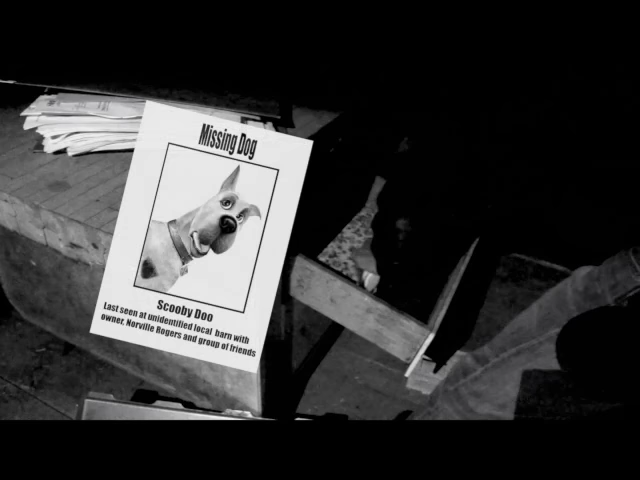 Missing Dog
Scooby Doo
Last seen at unidentified local barn with
owner, Norville Rogers and group of friends